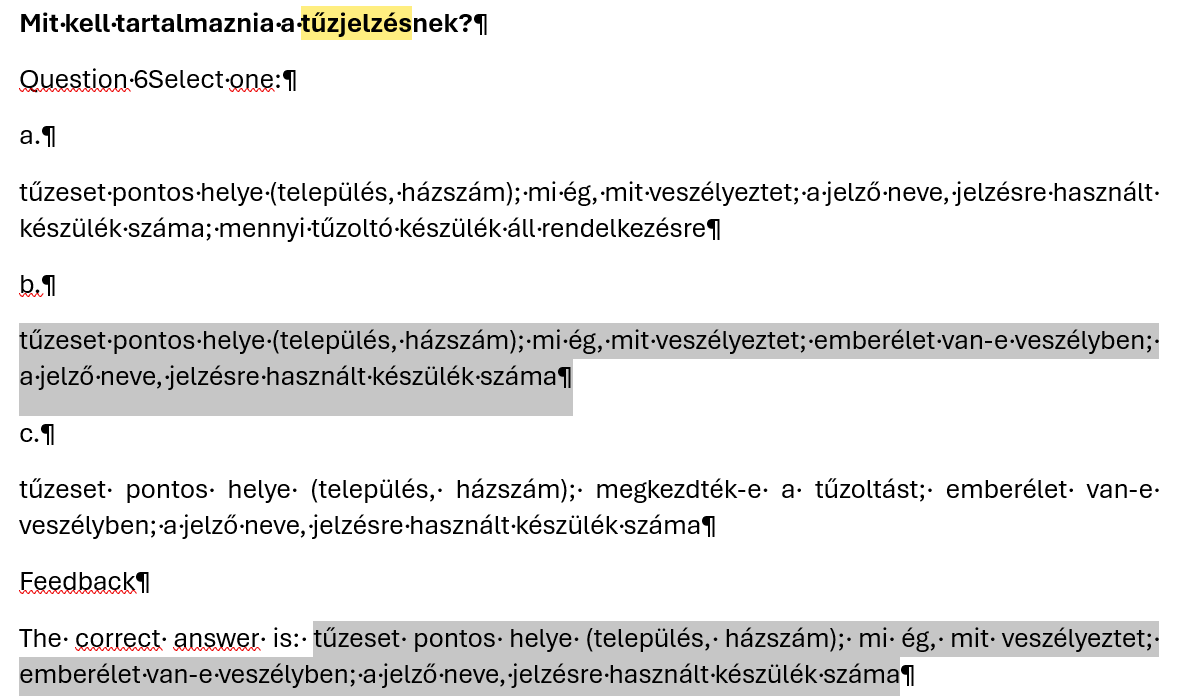 Mit kell tartalmaznia a tűzjelzésnek?¶
Question 6Select one:¶
a.¶
tűzeset pontos helye (település, házszám); mi ég, mit veszélyeztet; a jelző neve, jelzésre használt
készülék száma; mennyi tűzoltó készülék áll rendelkezésre¶
b.¶
tűzeset pontos helye (település, házszám); mi ég, mit veszélyeztet; emberélet van-e veszélyben;
a jelző neve, jelzésre használt készülék száma¶
c.¶
tűzeset pontos helye (település, házszám); megkezdték-e a tűzoltást; emberélet van-e
veszélyben; a jelző neve, jelzésre használt készülék száma¶
Feedback¶
The correct answer is: tűzeset pontos helye (település, házszám); mi ég, mit veszélyeztet;
emberélet van-e veszélyben; a jelző neve, jelzésre használt készülék száma¶